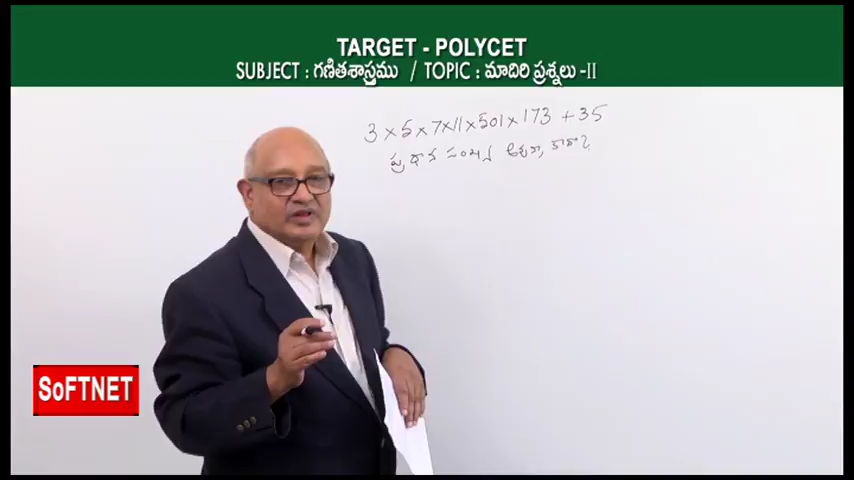 TARGET - POLYCET
SUBJECT : గణితశాస్త్రము / TOPIC : మాదిరి ప్రశ్నలు -II
3 × 5 × 7 × 11 × 501 × 173 + 35
ప్రధాన సంఖ్య అవునా, కాదా?
SoFTNET